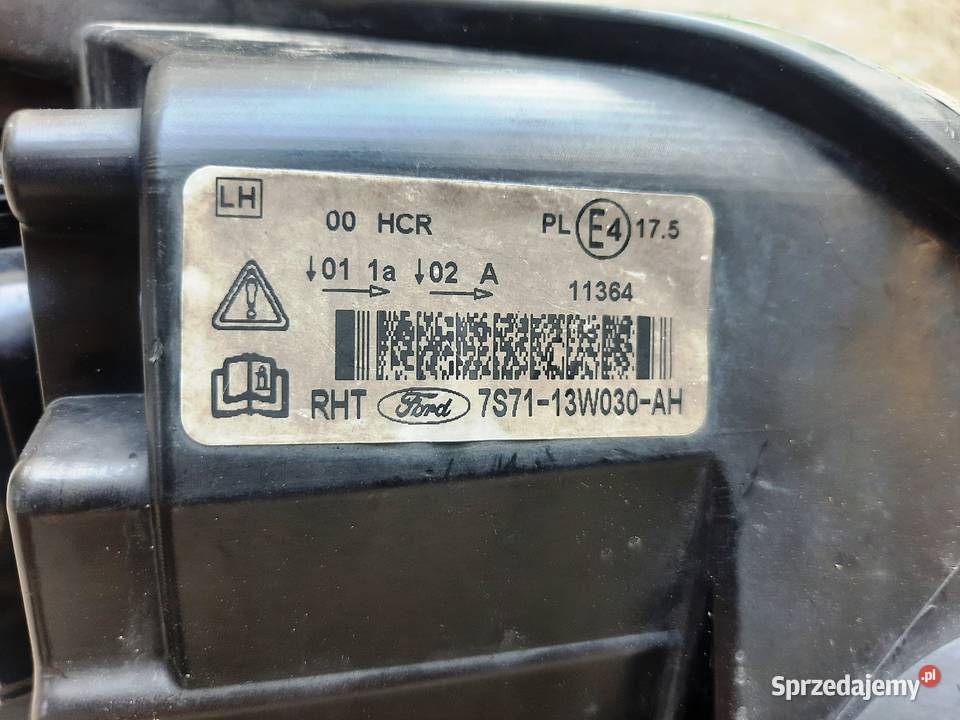 LH
00 HCR PL E4 17.5
↓01 1a ↓02 A
11364
RHT Ford 7S71-13W030-AH
Sprzedajemy.pl